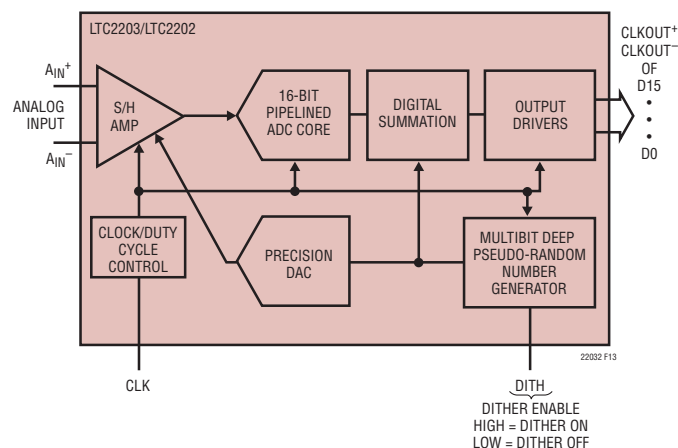 LTC2203/LTC2202
AIN+
ANALOG
INPUT
AIN−
S/H
AMP
16-BIT
PIPELINED
ADC CORE
DIGITAL
SUMMATION
OUTPUT
DRIVERS
CLKOUT+
CLKOUT−
OF
D15
•
•
•
D0
CLOCK/DUTY
CYCLE
CONTROL
PRECISION
DAC
MULTIBIT DEEP
PSEUDO-RANDOM
NUMBER
GENERATOR
22032 F13
CLK
DITH
DITHER ENABLE
HIGH = DITHER ON
LOW = DITHER OFF